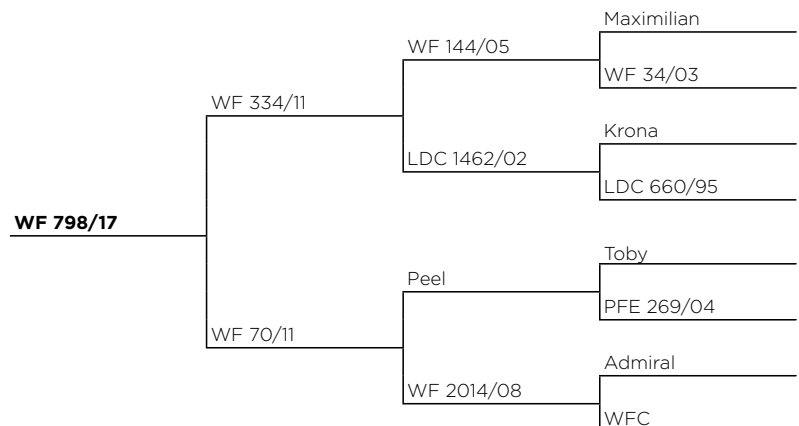 Maximilian
WF 144/05
WF 34/03
WF 334/11
Krona
LDC 1462/02
LDC 660/95
WF 798/17
Toby
Peel
PFE 269/04
WF 70/11
Admiral
WF 2014/08
WFC